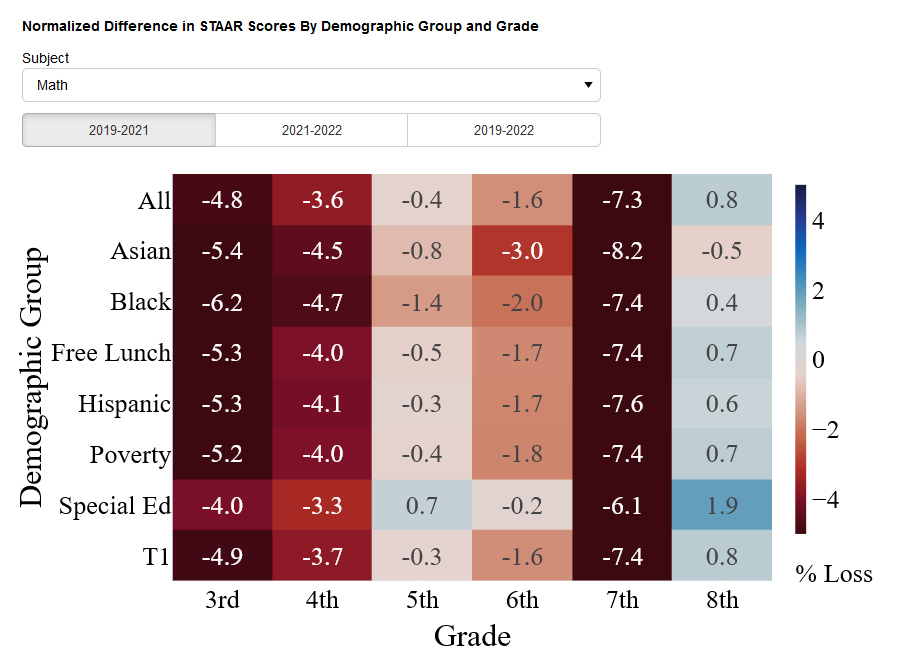 Normalized Difference in STAAR Scores By Demographic Group and Grade
Subject
Math
2019-2021 2021-2022 2019-2022
Demographic Group
All -4.8 -3.6 -0.4 -1.6 -7.3 0.8
Asian -5.4 -4.5 -0.8 -3.0 -8.2 -0.5
Black -6.2 -4.7 -1.4 -2.0 -7.4 0.4
Free Lunch -5.3 -4.0 -0.5 -1.7 -7.4 0.7
Hispanic -5.3 -4.1 -0.3 -1.7 -7.6 0.6
Poverty -5.2 -4.0 -0.4 -1.8 -7.4 0.7
Special Ed -4.0 -3.3 0.7 -0.2 -6.1 1.9
T1 -4.9 -3.7 -0.3 -1.6 -7.4 0.8
3rd 4th 5th 6th 7th 8th
Grade
4
2
0
−2
−4
% Loss